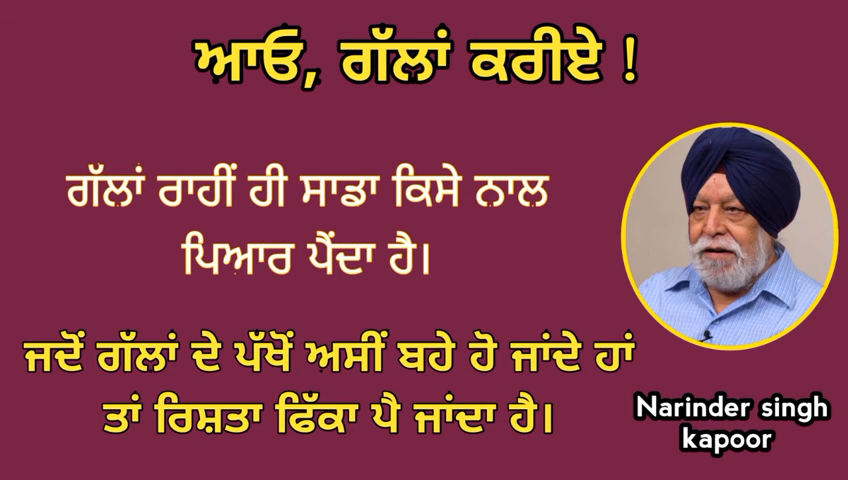 ਆਓ, ਗੱਲਾਂ ਕਰੀਏ !
ਗੱਲਾਂ ਰਾਹੀਂ ਹੀ ਸਾਡਾ ਕਿਸੇ ਨਾਲ
ਪਿਆਰ ਪੈਂਦਾ ਹੈ।
ਜਦੋਂ ਗੱਲਾਂ ਦੇ ਪੱਖੋਂ ਅਸੀਂ ਬਹੇ ਹੋ ਜਾਂਦੇ ਹਾਂ
ਤਾਂ ਰਿਸ਼ਤਾ ਫਿੱਕਾ ਪੈ ਜਾਂਦਾ ਹੈ।
Narinder singh
kapoor